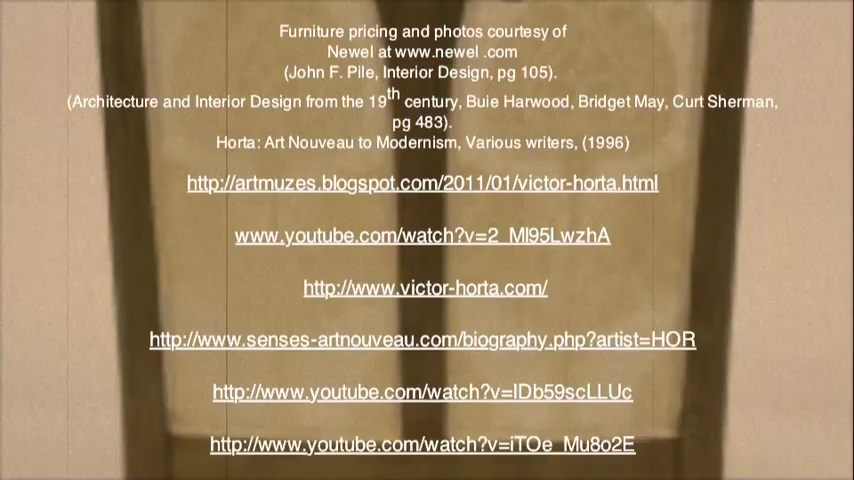 Furniture pricing and photos courtesy of
Newel at www.newel .com
(John F. Pile, Interior Design, pg 105).
(Architecture and Interior Design from the 19th century, Buie Harwood, Bridget May, Curt Sherman,
pg 483).
Horta: Art Nouveau to Modernism, Various writers, (1996)
http://artmuzes.blogspot.com/2011/01/victor-horta.html
www.youtube.com/watch?v=2_Ml95LwzhA
http://www.victor-horta.com/
http://www.senses-artnouveau.com/biography.php?artist=HOR
http://www.youtube.com/watch?v=IDb59scLLUc
http://www.youtube.com/watch?v=iTOe_Mu8o2E